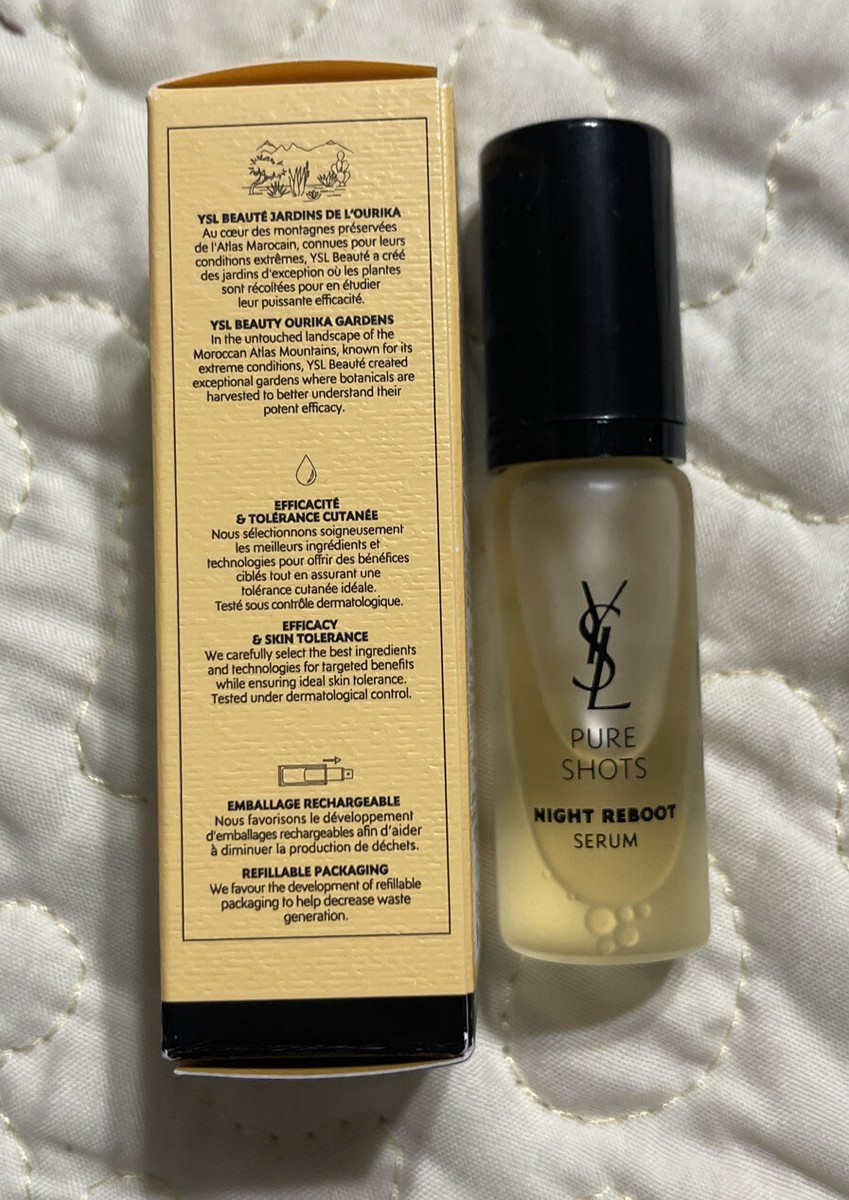 YSL BEAUTÉ JARDINS DE L'OURIKA
Au cœur des montagnes préservées
de l'Atlas Marocain, connues pour leurs
conditions extrêmes, YSL Beauté a créé
des jardins d'exception où les plantes
sont récoltées pour en étudier
leur puissante efficacité.
YSL BEAUTY OURIKA GARDENS
In the untouched landscape of the
Moroccan Atlas Mountains, known for its
extreme conditions, YSL Beauté created
exceptional gardens where botanicals are
harvested to better understand their
potent efficacy.
EFFICACITÉ
& TOLÉRANCE CUTANÉE
Nous sélectionnons soigneusement
les meilleurs ingrédients et
technologies pour offrir des bénéfices
ciblés tout en assurant une
tolérance cutanée idéale.
Testé sous contrôle dermatologique.
EFFICACY
& SKIN TOLERANCE
We carefully select the best ingredients
and technologies for targeted benefits
while ensuring ideal skin tolerance.
Tested under dermatological control.
EMBALLAGE RECHARGEABLE
Nous favorisons le développement
d'emballages rechargeables afin d'aider
à diminuer la production de déchets.
REFILLABLE PACKAGING
We favour the development of refillable
packaging to help decrease waste
generation.
YSL
PURE
SHOTS
NIGHT REBOOT
SERUM